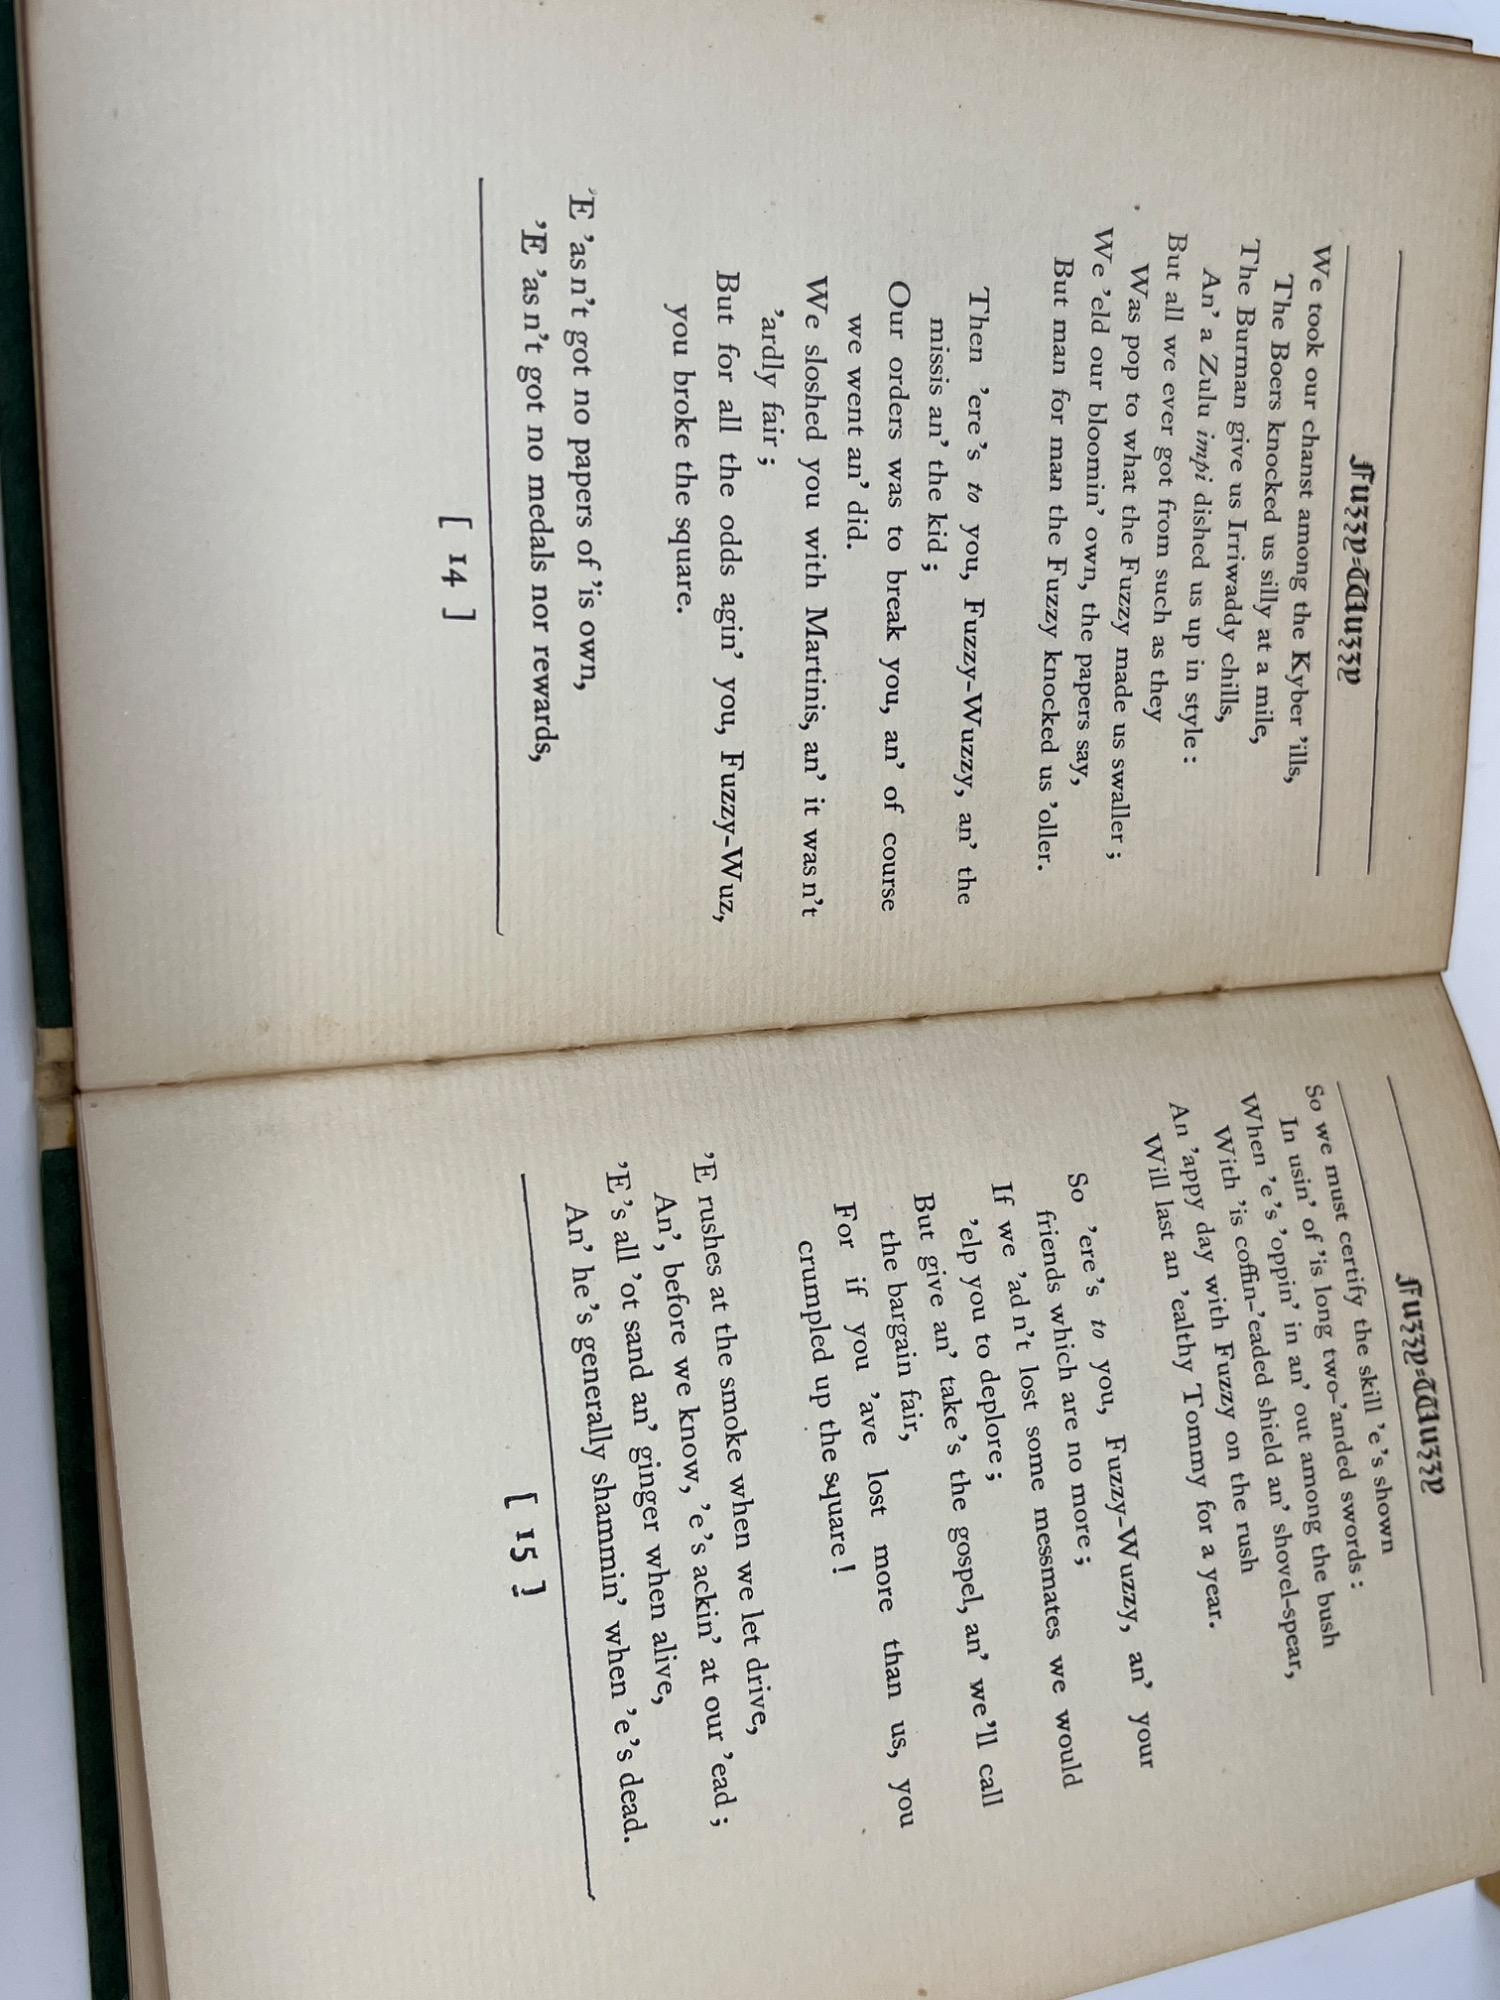 Fuzzy-Wuzzy
We took our chanst among the Kyber ’ills,
The Boers knocked us silly at a mile,
The Burman give us Irriwaddy chills,
An’ a Zulu impi dished us up in style :
But all we ever got from such as they
Was pop to what the Fuzzy made us swaller ;
We ’eld our bloomin’ own, the papers say,
But man for man the Fuzzy knocked us ’oller.
Then ’ere’s to you, Fuzzy-Wuzzy, an’ the
missis an’ the kid ;
Our orders was to break you, an’ of course
we went an’ did.
We sloshed you with Martinis, an’ it was n’t
’ardly fair ;
But for all the odds agin’ you, Fuzzy-Wuz,
you broke the square.
’E ’as n’t got no papers of ’is own,
’E ’as n’t got no medals nor rewards,
[ 14 ]
Fuzzy-Wuzzy
So we must certify the skill ’e’s shown
In usin’ of ’is long two-’anded swords :
When ’e’s ’oppin’ in an’ out among the bush
With ’is coffin-’eaded shield an’ shovel-spear,
An ’appy day with Fuzzy on the rush
Will last an ’ealthy Tommy for a year.
So ’ere’s to you, Fuzzy-Wuzzy, an’ your
friends which are no more ;
If we ’ad n’t lost some messmates we would
’elp you to deplore ;
But give an’ take’s the gospel, an’ we’ll call
the bargain fair,
For if you ’ave lost more than us, you
crumpled up the square !
’E rushes at the smoke when we let drive,
An’, before we know, ’e’s ackin’ at our ’ead ;
’E’s all ’ot sand an’ ginger when alive,
An’ he’s generally shammin’ when ’e’s dead.
[ 15 ]